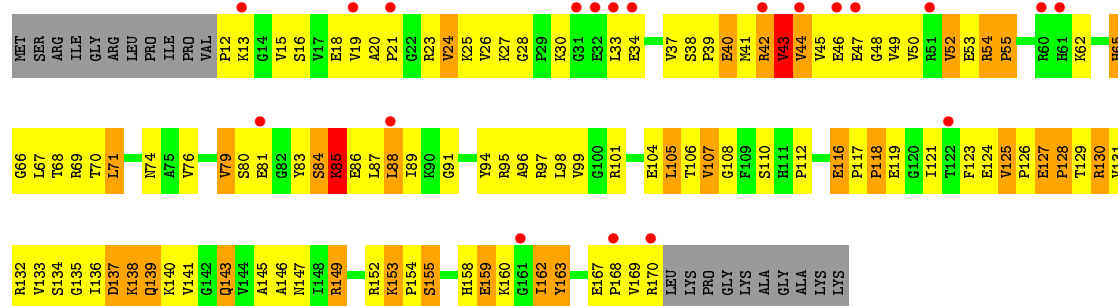 MET SER ARG ILE GLY ARG LEU PRO ILE PRO VAL P12 K13 G14 V15 S16 V17 E18 V19 A20 P21 G22 R23 V24 K25 V26 K27 G28 P29 K30 G31 E32 L33 E34 V37 S38 P39 E40 M41 R42 V43 V44 V45 E46 E47 G48 V49 V50 R51 V52 E53 R54 P55 R60 H61 K62 H65
G66 L67 T68 R69 T70 L71 N74 A75 V76 V79 S80 E81 G82 Y83 S84 K85 E86 L87 L88 I89 K90 G91 Y94 R95 A96 R97 L98 V99 G100 R101 E104 L105 T106 V107 G108 F109 S110 H111 P112 E116 P117 P118 E119 G120 I121 T122 F123 E124 V125 P126 E127 P128 T129 R130 V131
R132 V133 S134 G135 I136 D137 K138 Q139 K140 V141 G142 Q143 V144 A145 A146 N147 I148 R149 R152 K153 P154 S155 H158 E159 K160 G161 I162 Y163 E167 P168 V169 R170 LEU LYS PRO GLY LYS ALA GLY ALA LYS LYS